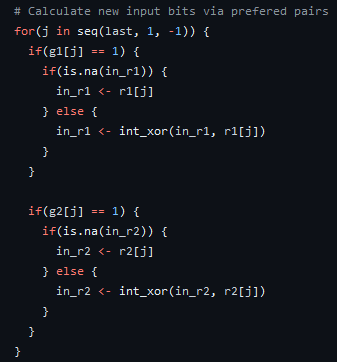 # Calculate new input bits via prefered pairs
for(j in seq(last, 1, -1)) {
  if(g1[j] == 1) {
    if(is.na(in_r1)) {
      in_r1 <- r1[j]
    } else {
      in_r1 <- int_xor(in_r1, r1[j])
    }
  }

  if(g2[j] == 1) {
    if(is.na(in_r2)) {
      in_r2 <- r2[j]
    } else {
      in_r2 <- int_xor(in_r2, r2[j])
    }
  }
}